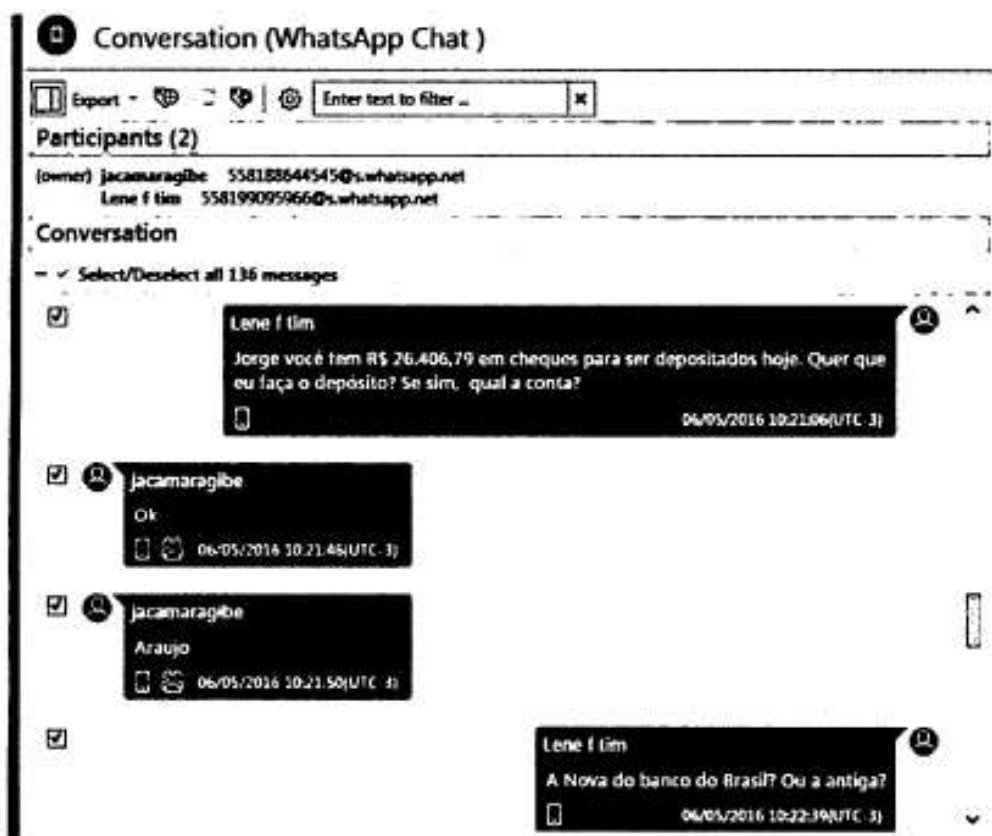 Conversation (WhatsApp Chat )
Export
Enter text to filter ...
Participants (2)
(owner) jacamaragibe 558188644545@s.whatsapp.net
Lene f tim 558199095966@s.whatsapp.net
Conversation
Select/Deselect all 136 messages
Lene f tim
Jorge você tem R$ 26.406,79 em cheques para ser depositados hoje. Quer que
eu faça o depósito? Se sim, qual a conta?
06/05/2016 10:21:06(UTC-3)
jacamaragibe
Ok
06/05/2016 10:21:46(UTC-3)
jacamaragibe
Araujo
06/05/2016 10:21:50(UTC-3)
Lene f tim
A Nova do banco do Brasil? Ou a antiga?
06/05/2016 10:22:39(UTC-3)